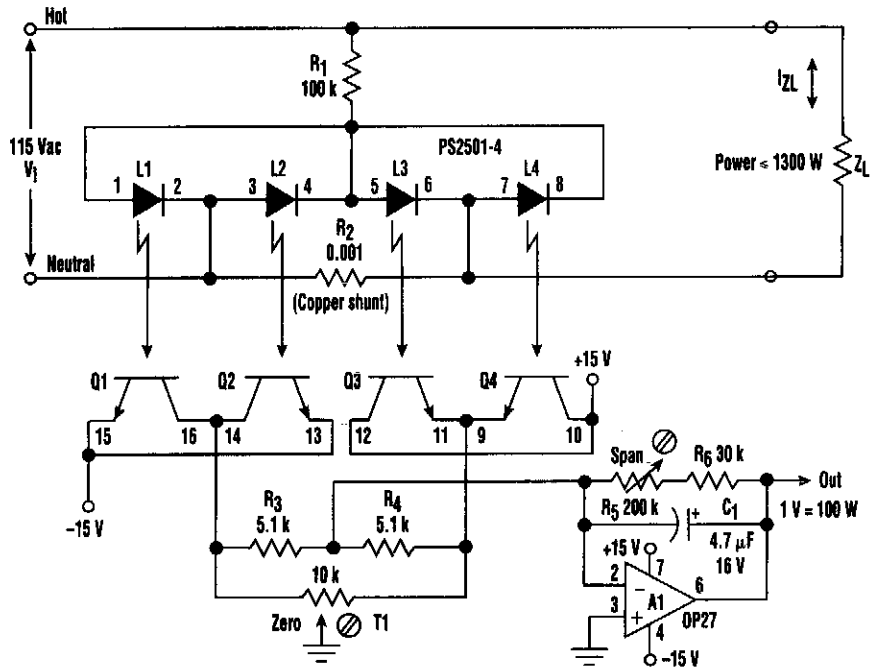 Hot
R1
100 k
115 Vac
V1
L1
L2
L3
L4
PS2501-4
1
2
3
4
5
6
7
8
IZL
Power < 1300 W
ZL
R2
0.001
(Copper shunt)
Neutral
Q1
Q2
Q3
Q4
+15 V
15
16
14
13
12
11
9
10
−15 V
R3
5.1 k
R4
5.1 k
10 k
Zero
T1
Span
R6 30 k
R5 200 k
C1
4.7 μF
16 V
Out
1 V = 100 W
+15 V
7
2
−
3
+
A1
6
OP27
4
−15 V